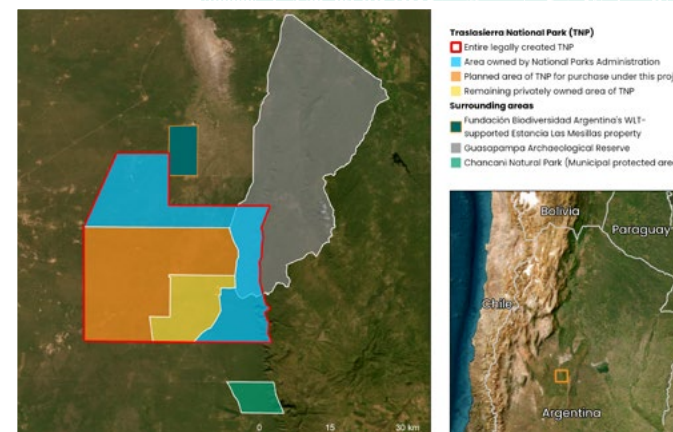 Traslasierra National Park (TNP)
Entire legally created TNP
Area owned by National Parks Administration
Planned area of TNP for purchase under this proj
Remaining privately owned area of TNP
Surrounding areas
Fundación Biodiversidad Argentina's WLT-
supported Estancia Las Mesillas property
Guasapampa Archaeological Reserve
Chancani Natural Park (Municipal protected are
Bolivia
Paraguay
Chile
Argentina
0 15 30 km